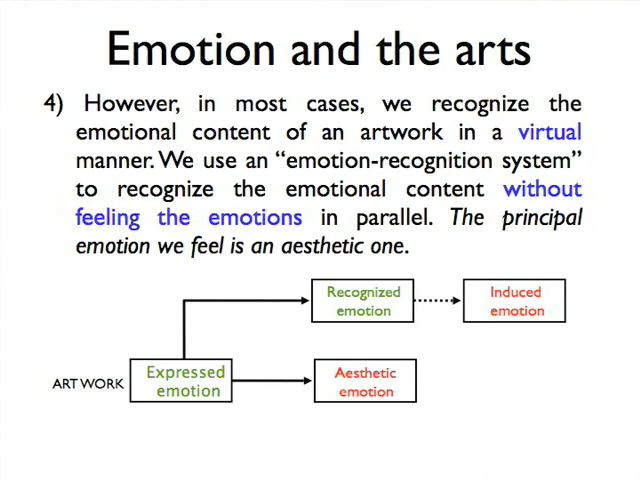 Emotion and the arts
4) However, in most cases, we recognize the
emotional content of an artwork in a virtual
manner. We use an “emotion-recognition system”
to recognize the emotional content without
feeling the emotions in parallel. The principal
emotion we feel is an aesthetic one.
Recognized
emotion
Induced
emotion
ART WORK
Expressed
emotion
Aesthetic
emotion